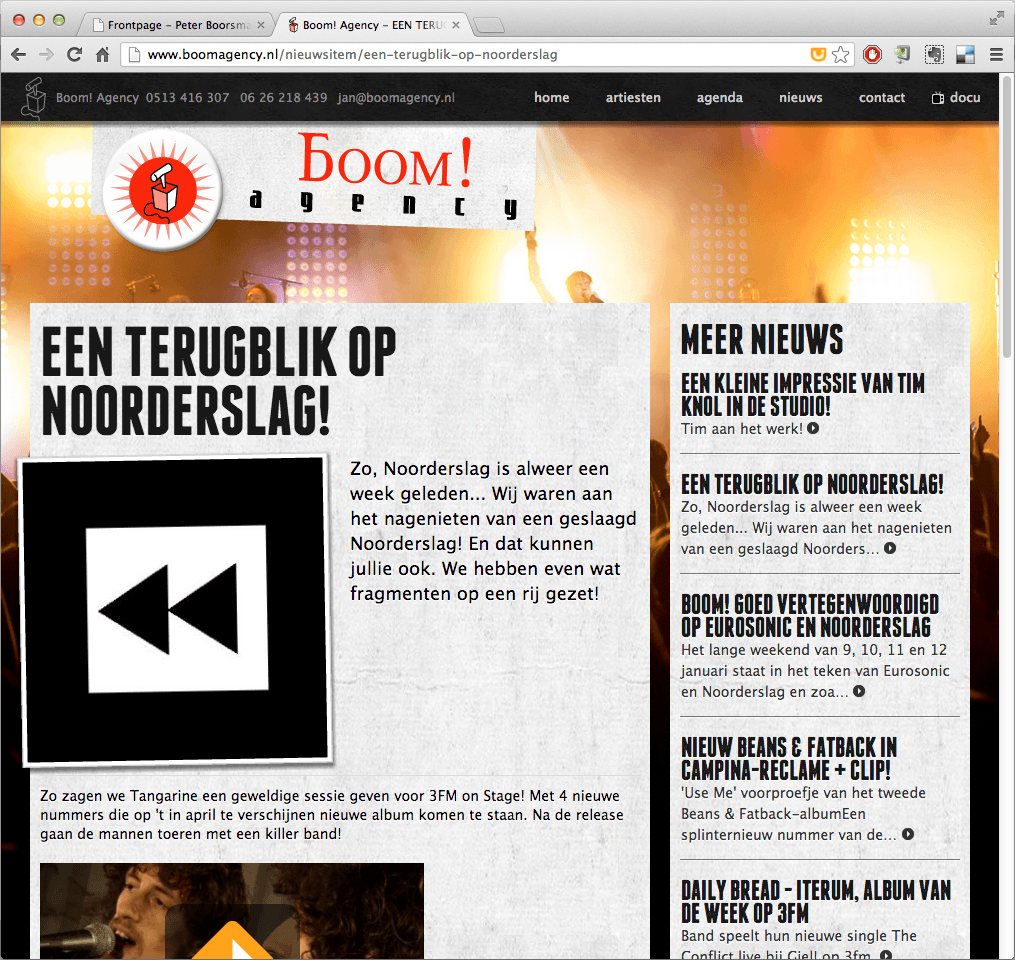 Frontpage – Peter Boorsma
Boom! Agency – EEN TERU
www.boomagency.nl/nieuwsitem/een-terugblik-op-noorderslag
Boom! Agency 0513 416 307 06 26 218 439 jan@boomagency.nl
home artiesten agenda nieuws contact docu
Boom!
agency
EEN TERUGBLIK OP
NOORDERSLAG!
Zo, Noorderslag is alweer een
week geleden... Wij waren aan
het nagenieten van een geslaagd
Noorderslag! En dat kunnen
jullie ook. We hebben even wat
fragmenten op een rij gezet!
Zo zagen we Tangarine een geweldige sessie geven voor 3FM on Stage! Met 4 nieuwe
nummers die op 't in april te verschijnen nieuwe album komen te staan. Na de release
gaan de mannen toeren met een killer band!
MEER NIEUWS
EEN KLEINE IMPRESSIE VAN TIM
KNOL IN DE STUDIO!
Tim aan het werk!
EEN TERUGBLIK OP NOORDERSLAG!
Zo, Noorderslag is alweer een week
geleden... Wij waren aan het nagenieten
van een geslaagd Noorders...
BOOM! GOED VERTEGENWOORDIGD
OP EUROSONIC EN NOORDERSLAG
Het lange weekend van 9, 10, 11 en 12
januari staat in het teken van Eurosonic
en Noorderslag en zoa...
NIEUW BEANS & FATBACK IN
CAMPINA-RECLAME + CLIP!
'Use Me' voorproefje van het tweede
Beans & Fatback-albumEen
splinternieuw nummer van de...
DAILY BREAD - ITERUM, ALBUM VAN
DE WEEK OP 3FM
Band speelt hun nieuwe single The
Conflict live bij Giell op 3fm.